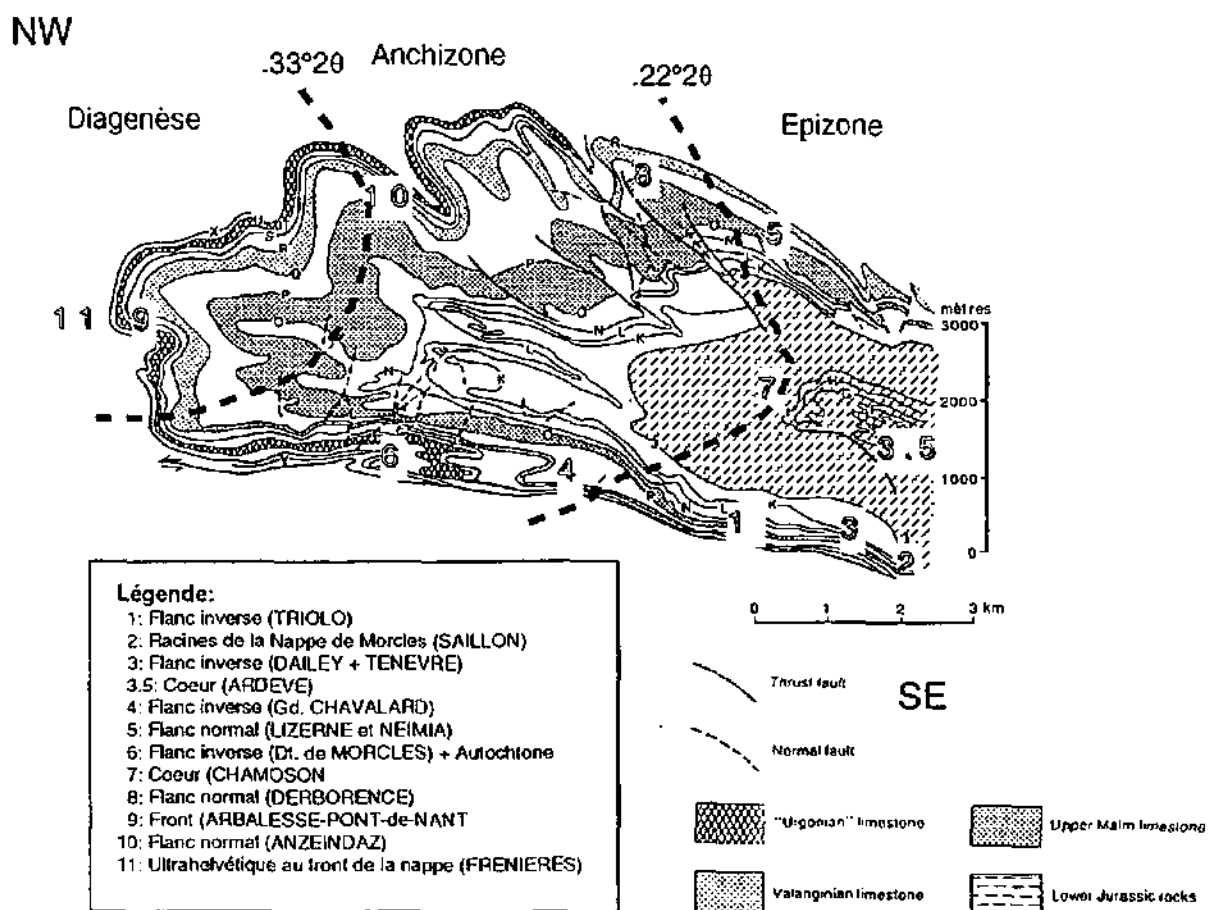 NW
Diagenèse
.33°2θ
Anchizone
.22°2θ
Epizone
10
8
5
11
9
7
3.5
6
4
1
3
2
mètres
3000
2000
1000
0
0 1 2 3 km
SE
Légende:
1: Flanc inverse (TRIOLO)
2: Racines de la Nappe de Morcles (SAILLON)
3: Flanc inverse (DAILEY + TENEVRE)
3.5: Coeur (ARDEVE)
4: Flanc inverse (Gd. CHAVALARD)
5: Flanc normal (LIZERNE et NEIMIA)
6: Flanc inverse (Dt. de MORCLES) + Autochtone
7: Coeur (CHAMOSON
8: Flanc normal (DERBORENCE)
9: Front (ARBALESSE-PONT-de-NANT
10: Flanc normal (ANZEINDAZ)
11: Ultrahelvétique au front de la nappe (FRENIERES)
Thrust fault
Normal fault
"Urgonian" limestone
Upper Malm limestone
Valanginian limestone
Lower Jurassic rocks